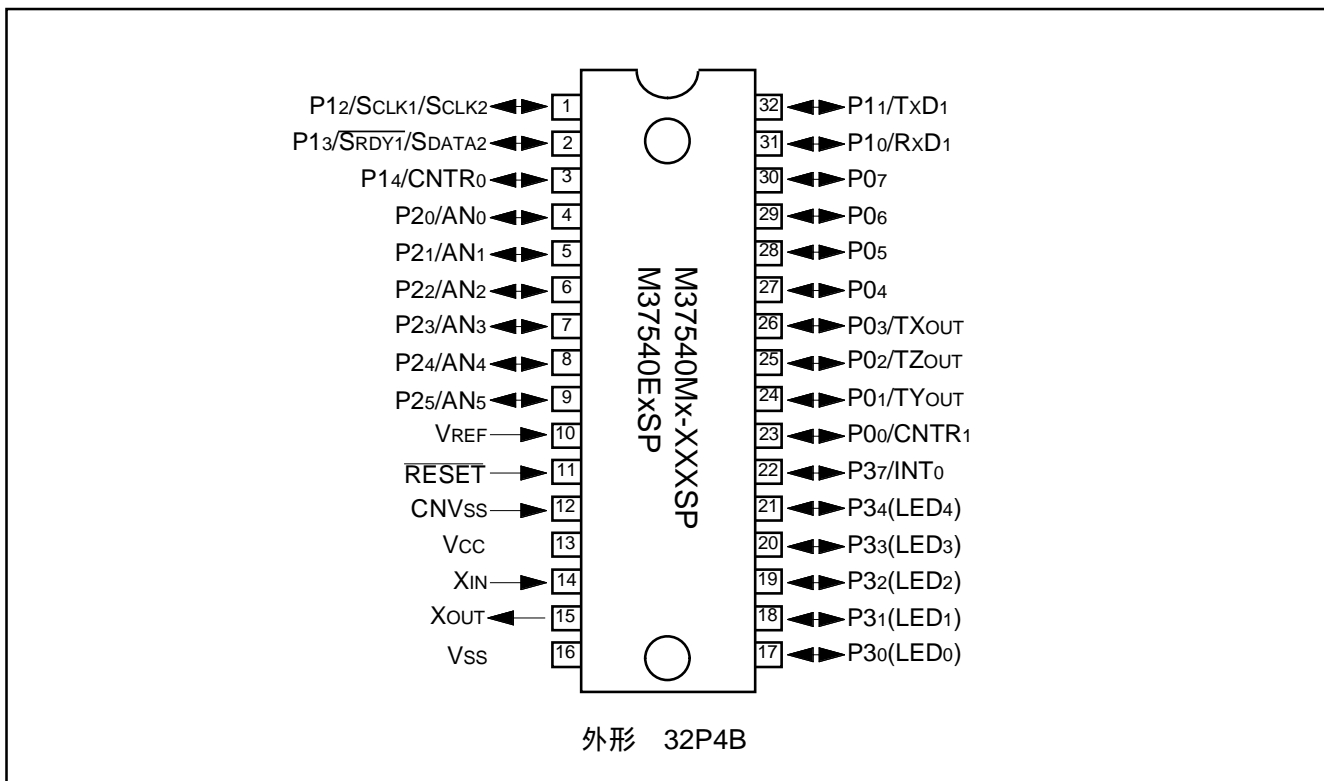 P12/SCLK1/SCLK2 1 32 P11/TXD1
P13/SRDY1/SDATA2 2 31 P10/RXD1
P14/CNTR0 3 30 P07
P20/AN0 4 29 P06
P21/AN1 5 28 P05
P22/AN2 6 27 P04
P23/AN3 7 26 P03/TXOUT
P24/AN4 8 25 P02/TZOUT
P25/AN5 9 24 P01/TYOUT
VREF 10 23 P00/CNTR1
RESET 11 22 P37/INT0
CNVSS 12 21 P34(LED4)
VCC 13 20 P33(LED3)
XIN 14 19 P32(LED2)
XOUT 15 18 P31(LED1)
VSS 16 17 P30(LED0)
M37540Mx-XXXSP
M37540ExSP
外形 32P4B